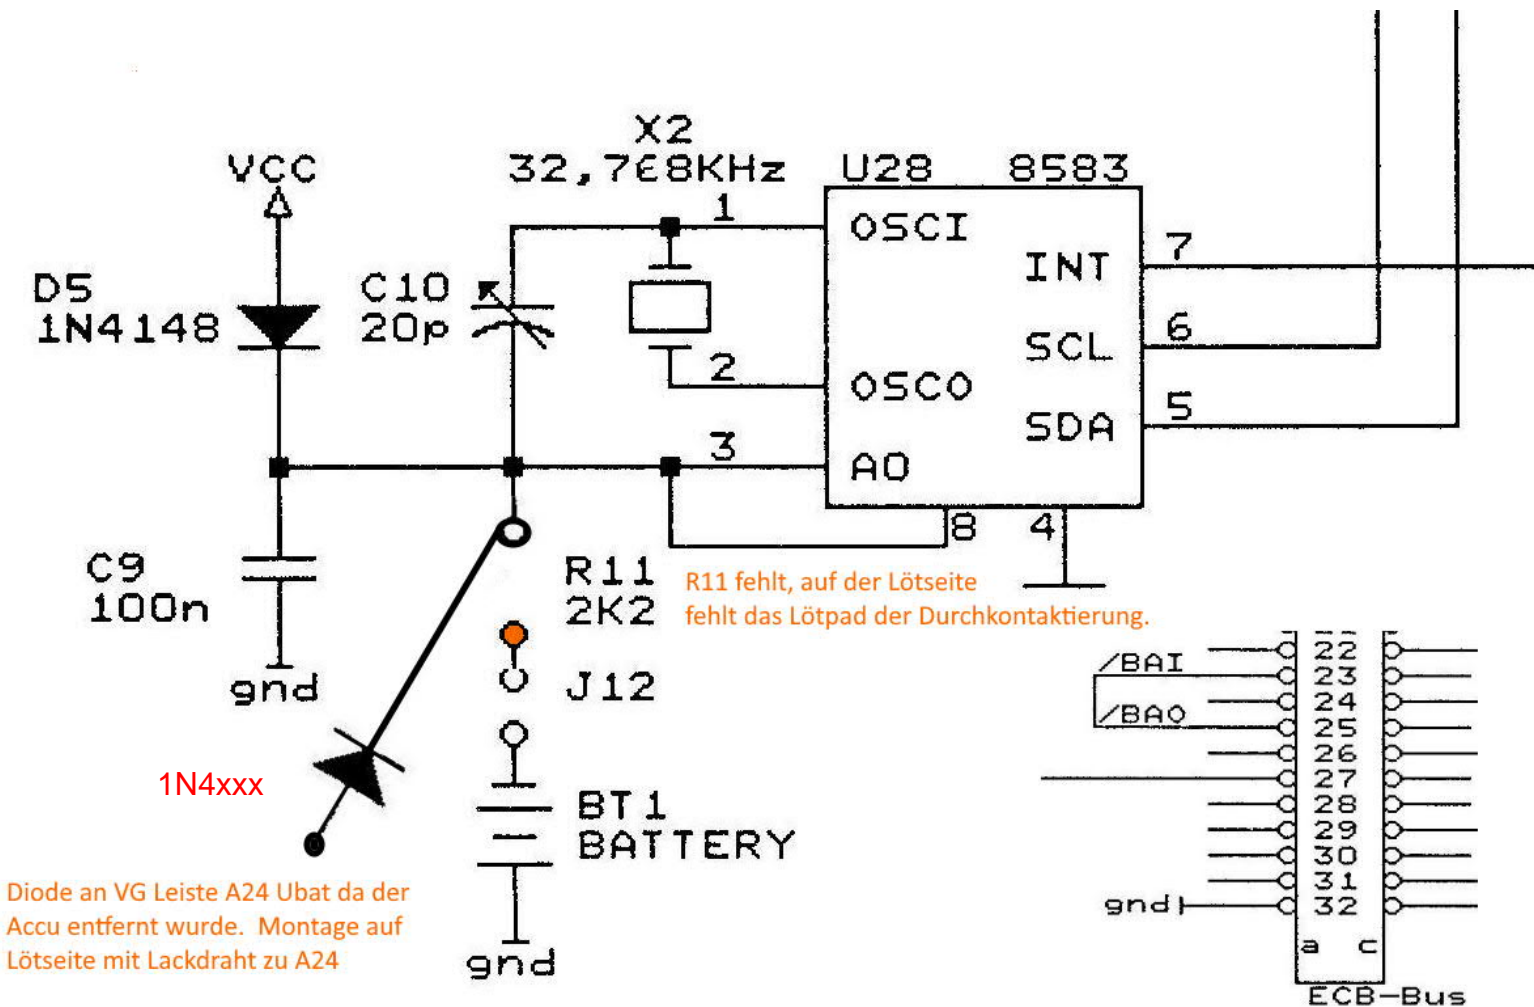 VCC
D5
1N4148
C10
20p
X2
32,7€8KHz
U28 8583
1
OSCI
2
OSCO
3
A0
INT
7
SCL
6
SDA
5
8
4
C9
100n
gnd
R11
2K2
R11 fehlt, auf der Lötseite
fehlt das Lötpad der Durchkontaktierung.
J12
1N4xxx
BT1
BATTERY
gnd
Diode an VG Leiste A24 Ubat da der
Accu entfernt wurde. Montage auf
Lötseite mit Lackdraht zu A24
22
/BAI
23
24
/BAO
25
26
27
28
29
30
31
gnd
32
a c
ECB-Bus